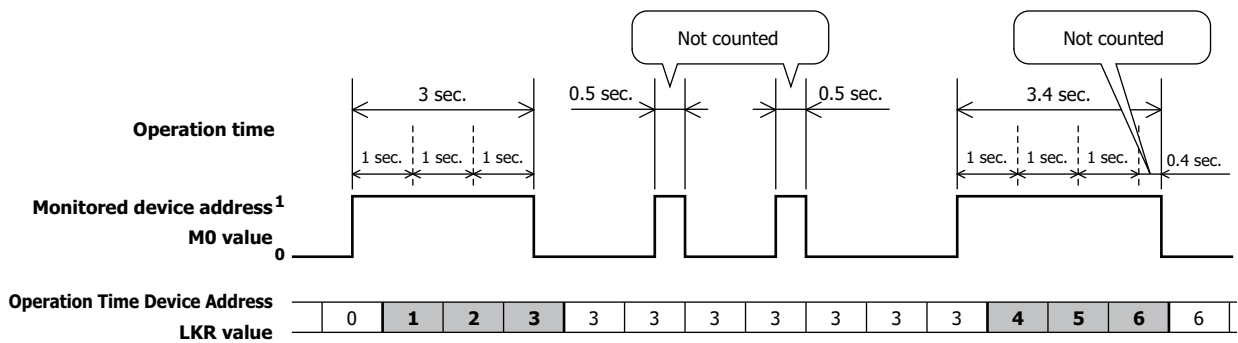 Not counted
Not counted
3 sec.
0.5 sec.
0.5 sec.
3.4 sec.
Operation time
1 sec.
1 sec.
1 sec.
1 sec.
1 sec.
1 sec.
0.4 sec.
Monitored device address 1
M0 value
0
Operation Time Device Address
LKR value
0 1 2 3 3 3 3 3 3 3 3 4 5 6 6